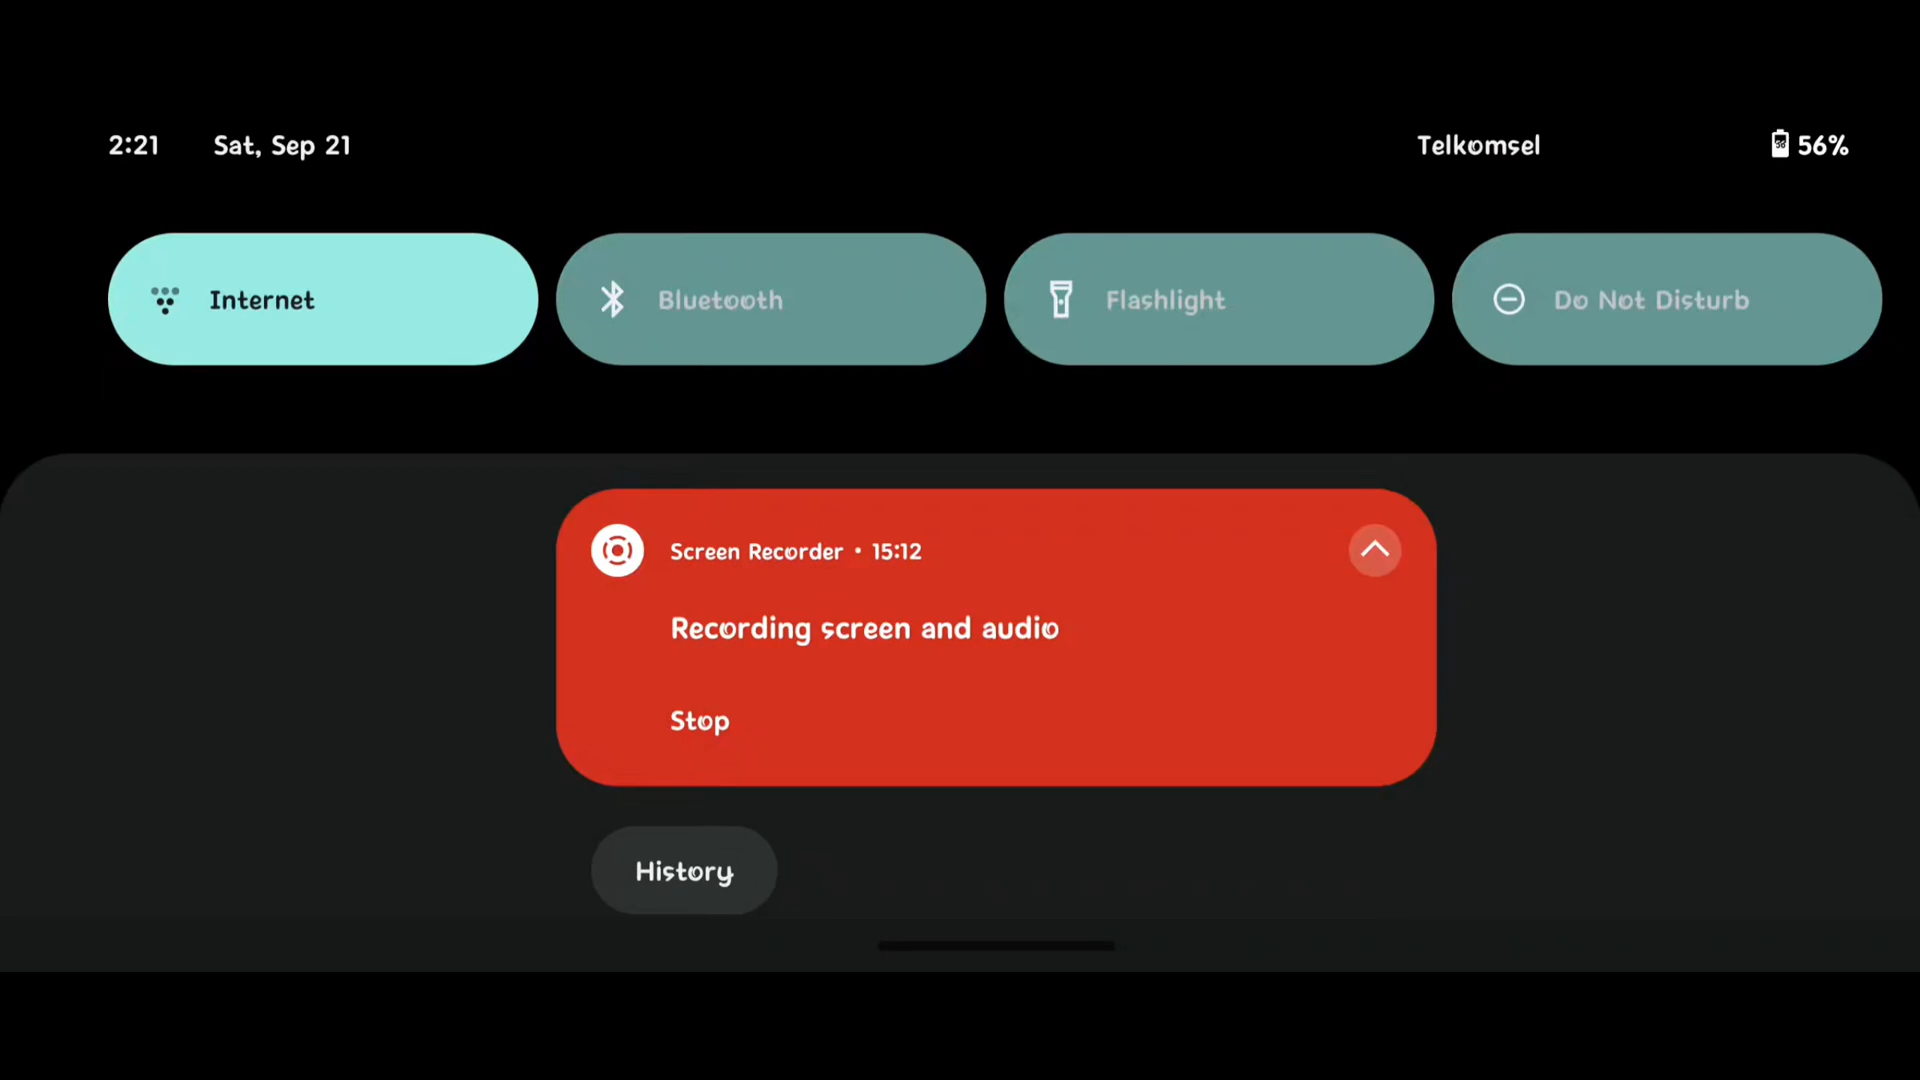 2:21 Sat, Sep 21 Telkomsel 56%
Internet Bluetooth Flashlight Do Not Disturb
Screen Recorder • 15:12
Recording screen and audio
Stop
History